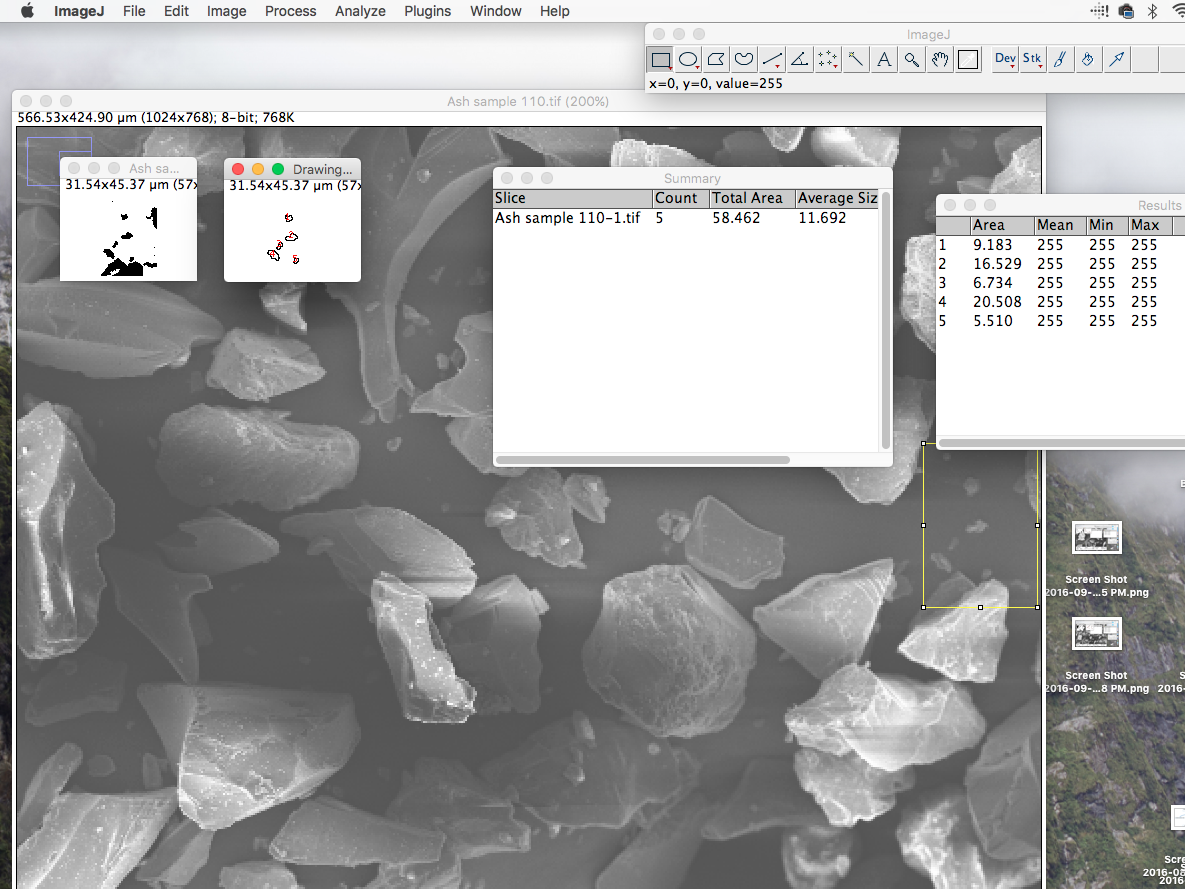 ImageJ File Edit Image Process Analyze Plugins Window Help
ImageJ
Dev Stk
x=0, y=0, value=255
Ash sample 110.tif (200%)
566.53x424.90 µm (1024x768); 8-bit; 768K
Ash sa...
31.54x45.37 µm (57x
Drawing...
31.54x45.37 µm (57x
Summary
Slice Count Total Area Average Siz
Ash sample 110-1.tif 5 58.462 11.692
Results
Area Mean Min Max
1 9.183 255 255 255
2 16.529 255 255 255
3 6.734 255 255 255
4 20.508 255 255 255
5 5.510 255 255 255
Screen Shot
2016-09-...5 PM.png
Screen Shot
2016-09-...8 PM.png
2016-0
Scre
2016-08
2016-0